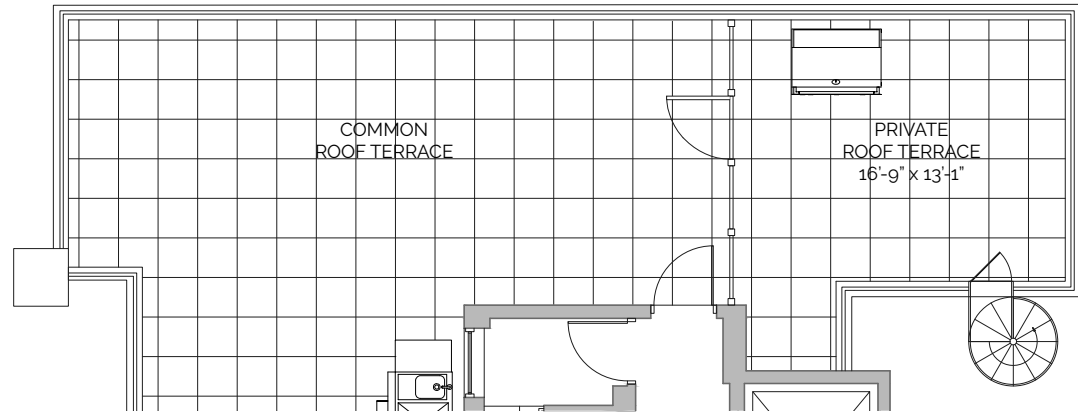 COMMON
ROOF TERRACE
PRIVATE
ROOF TERRACE
16'-9" x 13'-1"